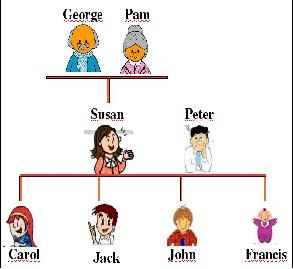 George Pam
Susan Peter
Carol Jack John Francis